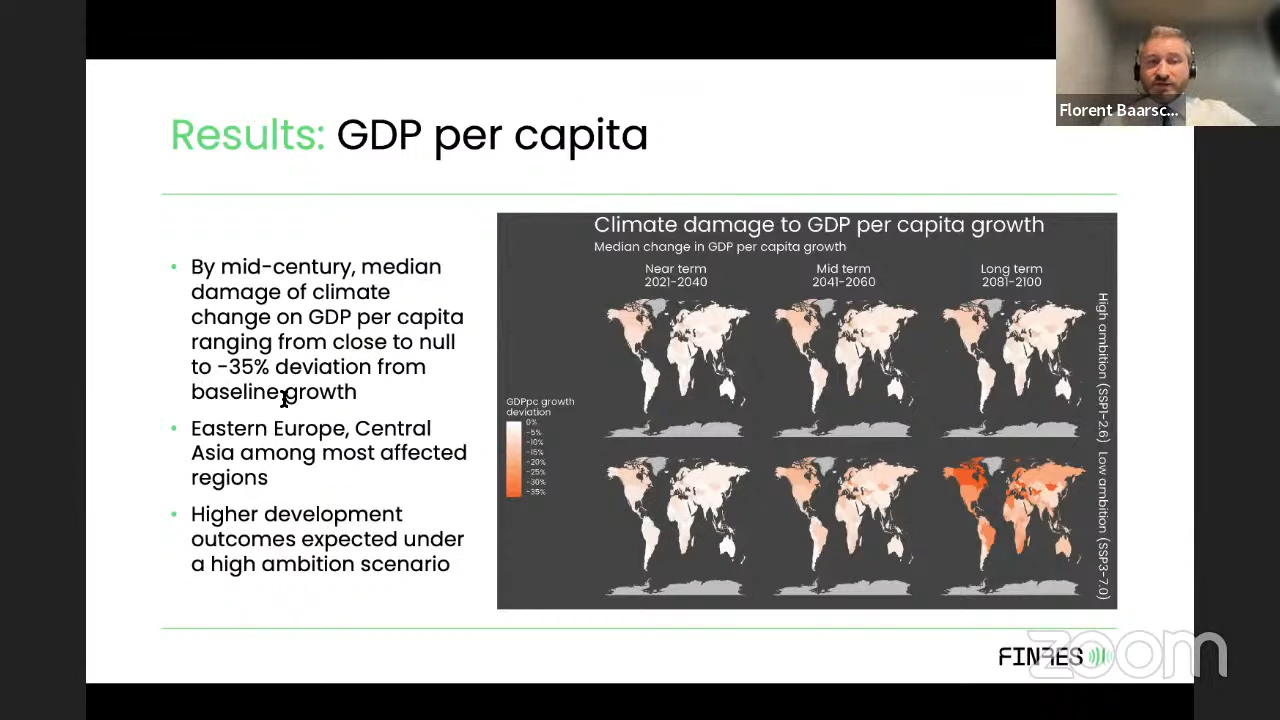 Florent Baarsc...
Results: GDP per capita
• By mid-century, median
damage of climate
change on GDP per capita
ranging from close to null
to -35% deviation from
baseline growth
• Eastern Europe, Central
Asia among most affected
regions
• Higher development
outcomes expected under
a high ambition scenario
Climate damage to GDP per capita growth
Median change in GDP per capita growth
Near term
2021-2040
Mid term
2041-2060
Long term
2081-2100
High ambition (SSP1-2.6)
Low ambition (SSP3-7.0)
GDPpc growth
deviation
0%
-5%
-10%
-15%
-20%
-25%
-30%
-35%
FINRES
zoom